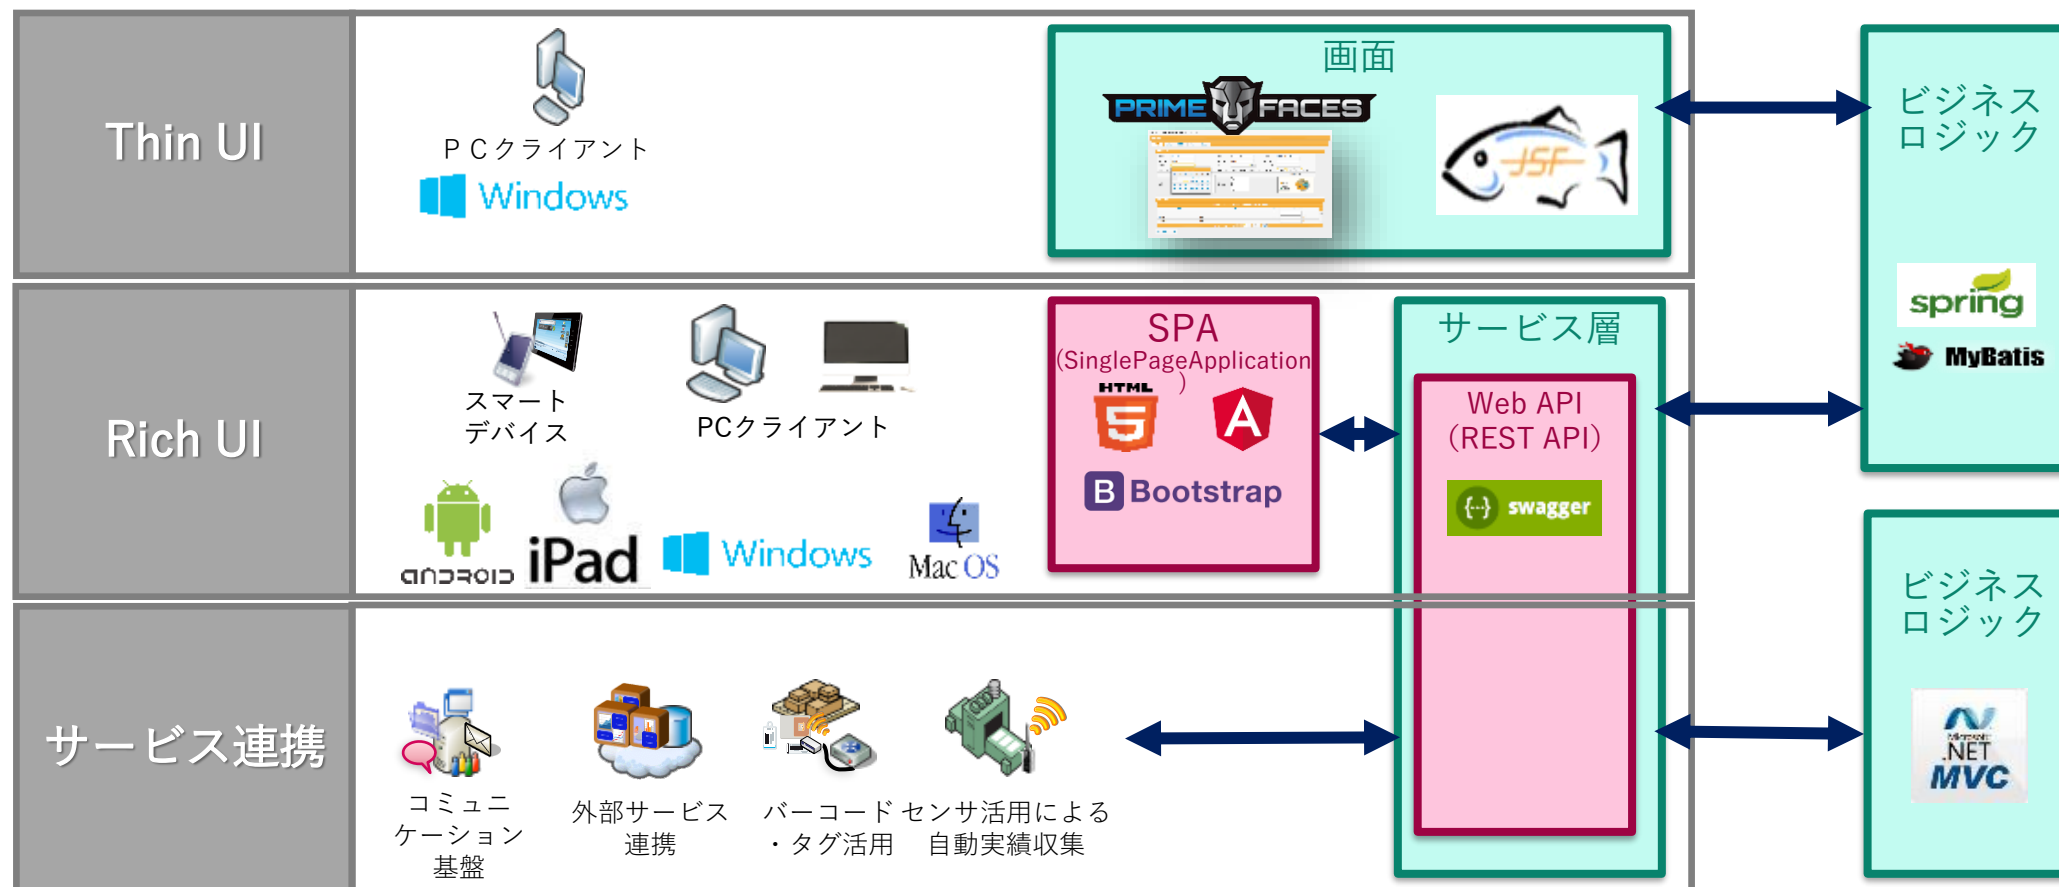 Thin UI
ＰＣクライアント
Windows
画面
PRIME FACES
JSF
ビジネス
ロジック
spring
MyBatis
Rich UI
スマート
デバイス
PCクライアント
ANDROID
iPad
Windows
Mac OS
SPA
(SinglePageApplication
)
HTML
5
A
B Bootstrap
サービス層
Web API
（REST API）
{···} swagger
サービス連携
コミュニ
ケーション
基盤
外部サービス
連携
バーコード
・タグ活用
センサ活用による
自動実績収集
ビジネス
ロジック
Microsoft
.NET
MVC